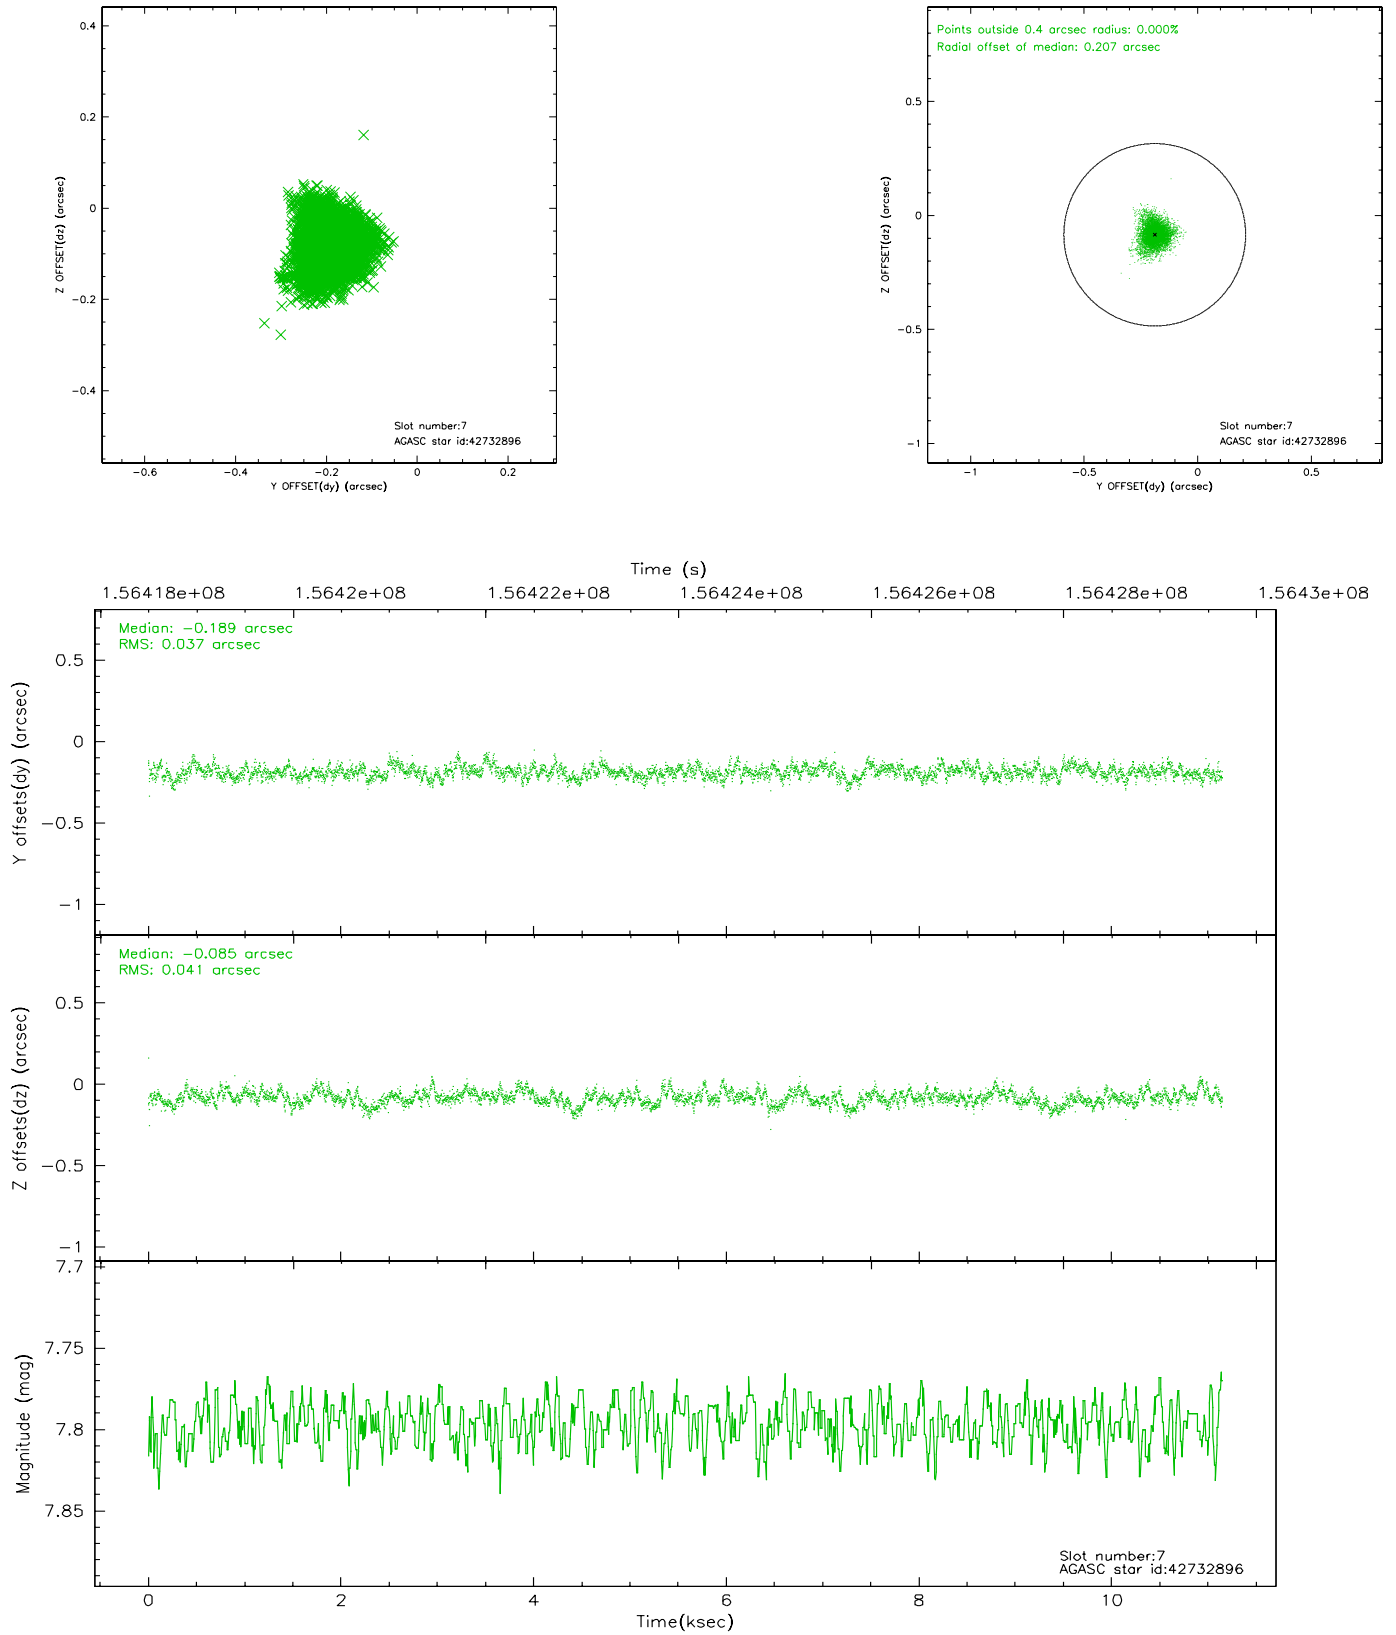 0.4
0.2
0
-0.2
-0.4
Z OFFSET(dz) (arcsec)
Slot number:7
AGASC star id:42732896
-0.6 -0.4 -0.2 0 0.2
Y OFFSET(dy) (arcsec)
Points outside 0.4 arcsec radius: 0.000%
Radial offset of median: 0.207 arcsec
0.5
0
-0.5
-1
Z OFFSET(dz) (arcsec)
Slot number:7
AGASC star id:42732896
-1 -0.5 0 0.5
Y OFFSET(dy) (arcsec)
Time (s)
1.56418e+08 1.5642e+08 1.56422e+08 1.56424e+08 1.56426e+08 1.56428e+08 1.5643e+08
Median: -0.189 arcsec
RMS: 0.037 arcsec
0.5
0
-0.5
-1
Y offsets(dy) (arcsec)
Median: -0.085 arcsec
RMS: 0.041 arcsec
0.5
0
-0.5
-1
Z offsets(dz) (arcsec)
7.7
7.75
7.8
7.85
Magnitude (mag)
Slot number:7
AGASC star id:42732896
0 2 4 6 8 10
Time(ksec)